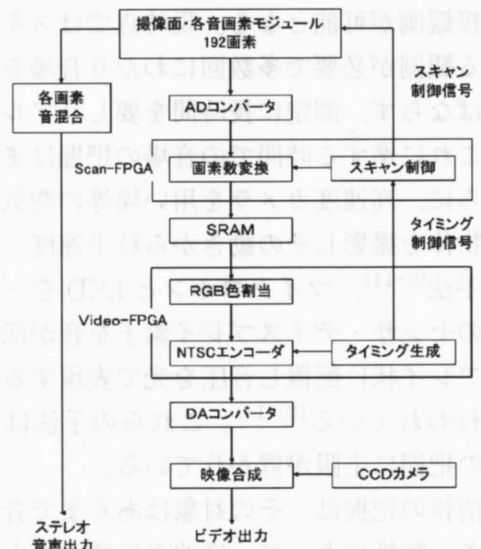 撮像面・各音画素モジュール
192画素
スキャン
制御信号
各画素
音混合
ADコンバータ
Scan-FPGA
画素数変換
スキャン制御
SRAM
タイミング
制御信号
RGB色割当
Video-FPGA
NTSCエンコーダ
タイミング生成
DAコンバータ
映像合成
CCDカメラ
ステレオ
音声出力
ビデオ出力